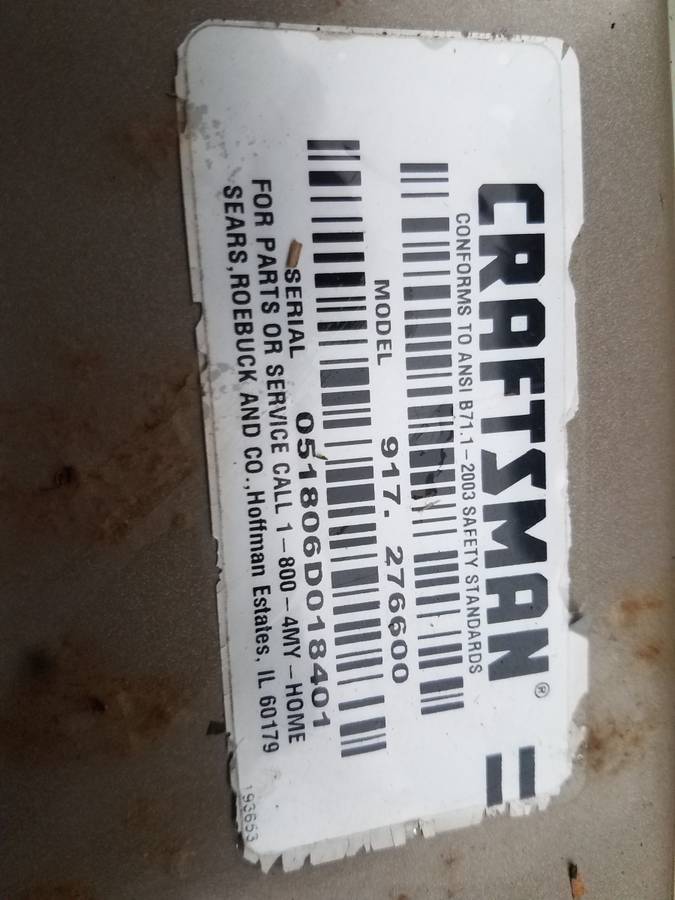 CRAFTSMAN®
CONFORMS TO ANSI B71.1-2003 SAFETY STANDARDS
MODEL 917. 276600
SERIAL 051806D018401
FOR PARTS OR SERVICE CALL 1-800-4MY-HOME
SEARS,ROEBUCK AND CO.,Hoffman Estates, IL 60179
193653